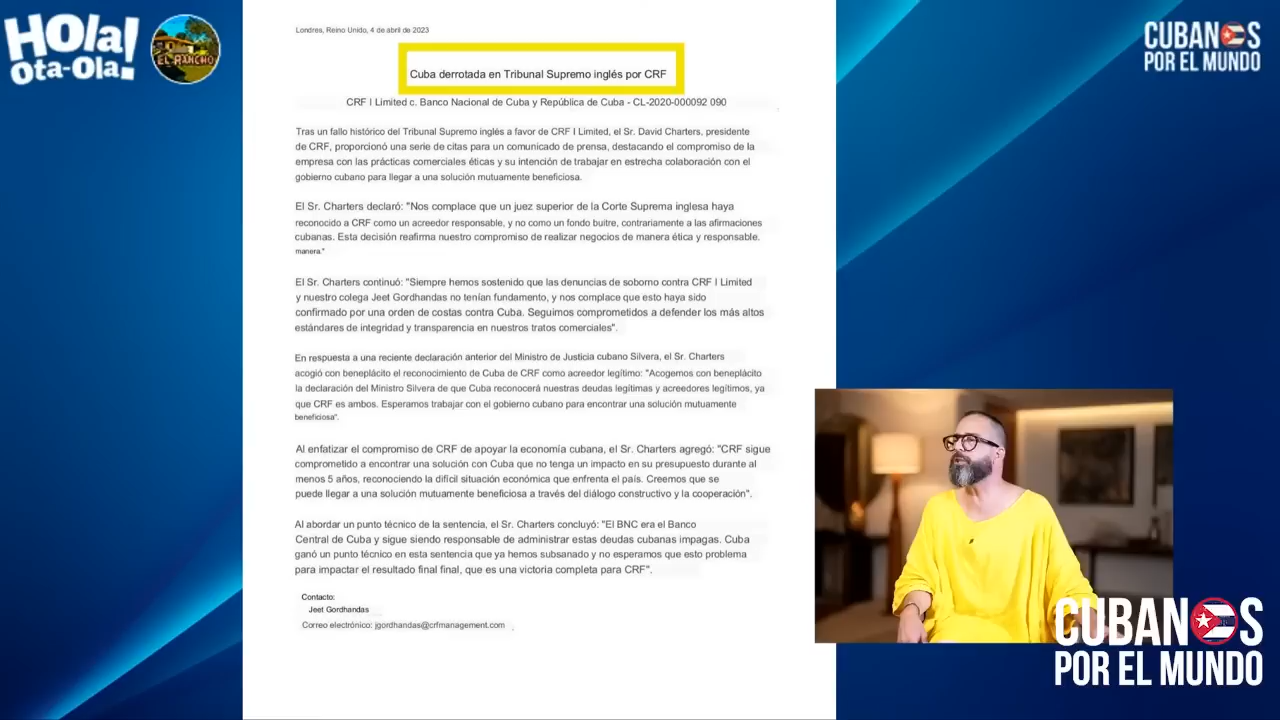 Hola!
Ota-Ola!
EL RANCHO
CUBANOS
POR EL MUNDO
Londres, Reino Unido, 4 de abril de 2023
Cuba derrotada en Tribunal Supremo inglés por CRF
CRF I Limited c. Banco Nacional de Cuba y República de Cuba - CL-2020-000092 090
Tras un fallo histórico del Tribunal Supremo inglés a favor de CRF I Limited, el Sr. David Charters, presidente
de CRF, proporcionó una serie de citas para un comunicado de prensa, destacando el compromiso de la
empresa con las prácticas comerciales éticas y su intención de trabajar en estrecha colaboración con el
gobierno cubano para llegar a una solución mutuamente beneficiosa.
El Sr. Charters declaró: "Nos complace que un juez superior de la Corte Suprema inglesa haya
reconocido a CRF como un acreedor responsable, y no como un fondo buitre, contrariamente a las afirmaciones
cubanas. Esta decisión reafirma nuestro compromiso de realizar negocios de manera ética y responsable.
manera."
El Sr. Charters continuó: "Siempre hemos sostenido que las denuncias de soborno contra CRF I Limited
y nuestro colega Jeet Gordhandas no tenían fundamento, y nos complace que esto haya sido
confirmado por una orden de costas contra Cuba. Seguimos comprometidos a defender los más altos
estándares de integridad y transparencia en nuestros tratos comerciales".
En respuesta a una reciente declaración anterior del Ministro de Justicia cubano Silvera, el Sr. Charters
acogió con beneplácito el reconocimiento de Cuba de CRF como acreedor legítimo: "Acogemos con beneplácito
la declaración del Ministro Silvera de que Cuba reconocerá nuestras deudas legítimas y acreedores legítimos, ya
que CRF es ambos. Esperamos trabajar con el gobierno cubano para encontrar una solución mutuamente
beneficiosa".
Al enfatizar el compromiso de CRF de apoyar la economía cubana, el Sr. Charters agregó: "CRF sigue
comprometido a encontrar una solución con Cuba que no tenga un impacto en su presupuesto durante al
menos 5 años, reconociendo la difícil situación económica que enfrenta el país. Creemos que se
puede llegar a una solución mutuamente beneficiosa a través del diálogo constructivo y la cooperación".
Al abordar un punto técnico de la sentencia, el Sr. Charters concluyó: "El BNC era el Banco
Central de Cuba y sigue siendo responsable de administrar estas deudas cubanas impagas. Cuba
ganó un punto técnico en esta sentencia que ya hemos subsanado y no esperamos que esto problema
para impactar el resultado final final, que es una victoria completa para CRF".
Contacto:
Jeet Gordhandas
Correo electrónico: jgordhandas@crfmanagement.com
CUBANOS
POR EL MUNDO